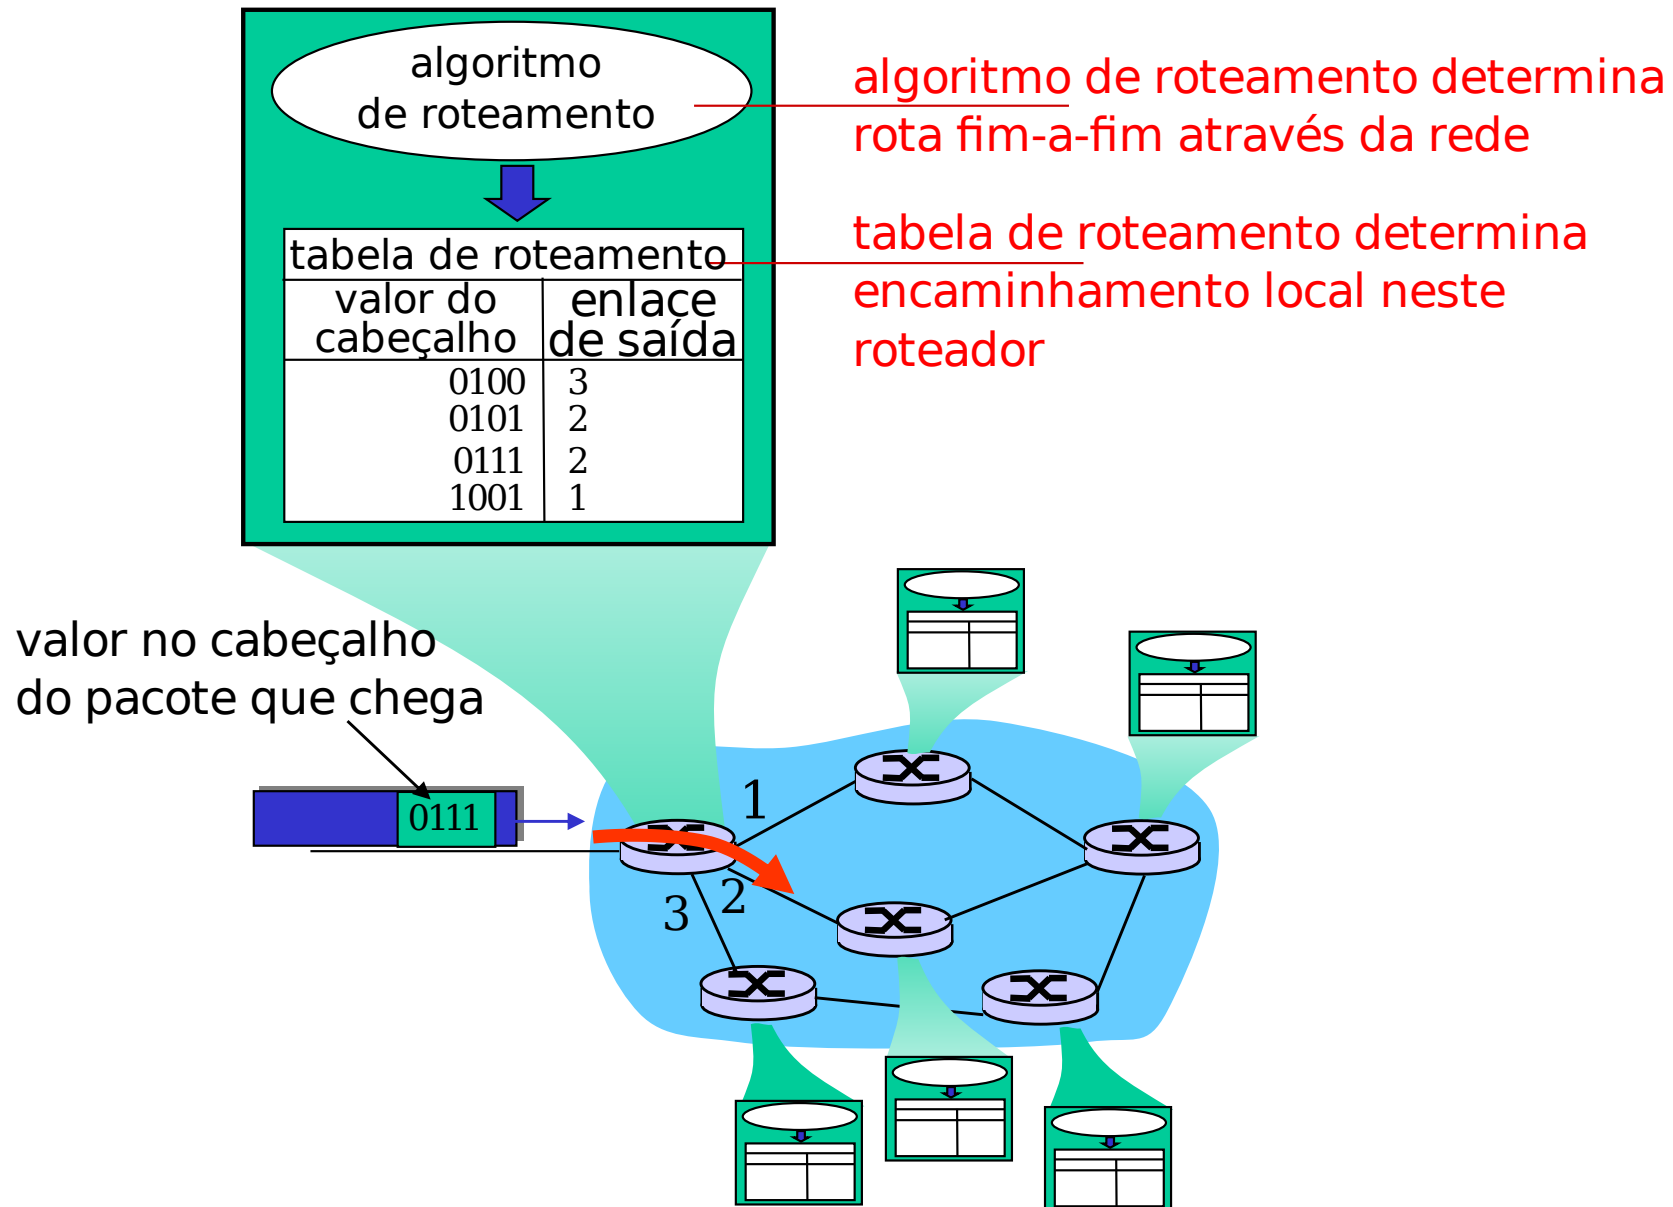 algoritmo
de roteamento
algoritmo de roteamento determina
rota fim-a-fim através da rede
tabela de roteamento determina
encaminhamento local neste
roteador
tabela de roteamento
valor do
cabeçalho
enlace
de saída
0100 3
0101 2
0111 2
1001 1
valor no cabeçalho
do pacote que chega
0111
1
2
3